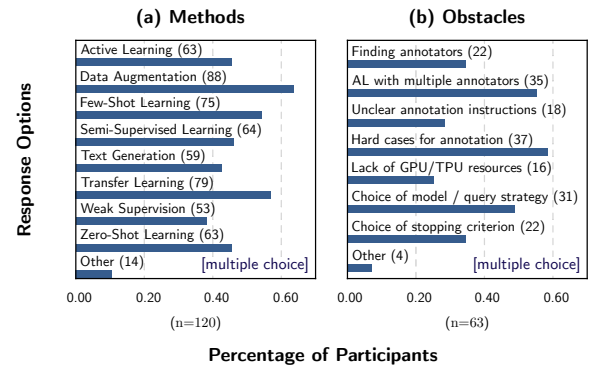 (a) Methods
Response Options
Active Learning (63)
Data Augmentation (88)
Few-Shot Learning (75)
Semi-Supervised Learning (64)
Text Generation (59)
Transfer Learning (79)
Weak Supervision (53)
Zero-Shot Learning (63)
Other (14)
[multiple choice]
0.00 0.20 0.40 0.60
(n=120)
(b) Obstacles
Finding annotators (22)
AL with multiple annotators (35)
Unclear annotation instructions (18)
Hard cases for annotation (37)
Lack of GPU/TPU resources (16)
Choice of model / query strategy (31)
Choice of stopping criterion (22)
Other (4)
[multiple choice]
0.00 0.20 0.40 0.60
(n=63)
Percentage of Participants